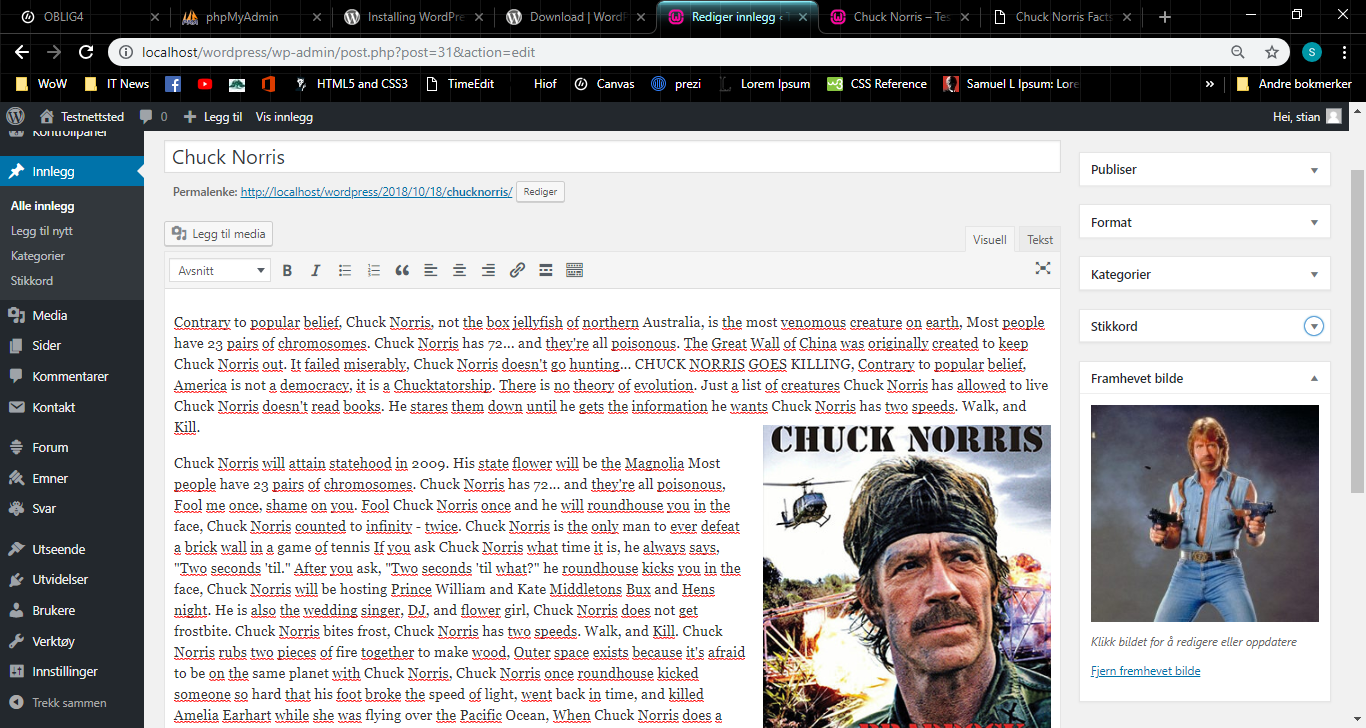 OBLIG4 phpMyAdmin Installing WordPre Download | WordF Rediger innlegg ‹ T Chuck Norris – Tes Chuck Norris Facts
localhost/wordpress/wp-admin/post.php?post=31&action=edit S
WoW IT News HTML5 and CSS3 TimeEdit Hiof Canvas prezi Lorem Ipsum CSS Reference Samuel L Ipsum: Lore » Andre bokmerker
Testnettsted 0 Legg til Vis innlegg Hei, stian
Kontrollpanel
Innlegg
Alle innlegg
Legg til nytt
Kategorier
Stikkord
Media
Sider
Kommentarer
Kontakt
Forum
Emner
Svar
Utseende
Utvidelser
Brukere
Verktøy
Innstillinger
Trekk sammen
Chuck Norris
Permalenke: http://localhost/wordpress/2018/10/18/chucknorris/ Rediger
Legg til media
Visuell Tekst
Avsnitt B I
Contrary to popular belief, Chuck Norris, not the box jellyfish of northern Australia, is the most venomous creature on earth, Most people
have 23 pairs of chromosomes. Chuck Norris has 72... and they're all poisonous. The Great Wall of China was originally created to keep
Chuck Norris out. It failed miserably, Chuck Norris doesn't go hunting... CHUCK NORRIS GOES KILLING, Contrary to popular belief,
America is not a democracy, it is a Chucktatorship. There is no theory of evolution. Just a list of creatures Chuck Norris has allowed to live
Chuck Norris doesn't read books. He stares them down until he gets the information he wants Chuck Norris has two speeds. Walk, and
Kill.
Chuck Norris will attain statehood in 2009. His state flower will be the Magnolia Most
people have 23 pairs of chromosomes. Chuck Norris has 72... and they're all poisonous,
Fool me once, shame on you. Fool Chuck Norris once and he will roundhouse you in the
face, Chuck Norris counted to infinity - twice. Chuck Norris is the only man to ever defeat
a brick wall in a game of tennis If you ask Chuck Norris what time it is, he always says,
"Two seconds 'til." After you ask, "Two seconds 'til what?" he roundhouse kicks you in the
face, Chuck Norris will be hosting Prince William and Kate Middletons Bux and Hens
night. He is also the wedding singer, DJ, and flower girl, Chuck Norris does not get
frostbite. Chuck Norris bites frost, Chuck Norris has two speeds. Walk, and Kill. Chuck
Norris rubs two pieces of fire together to make wood, Outer space exists because it's afraid
to be on the same planet with Chuck Norris, Chuck Norris once roundhouse kicked
someone so hard that his foot broke the speed of light, went back in time, and killed
Amelia Earhart while she was flying over the Pacific Ocean, When Chuck Norris does a
CHUCK NORRIS
BRADDOCK
Publiser
Format
Kategorier
Stikkord
Framhevet bilde
Klikk bildet for å redigere eller oppdatere
Fjern fremhevet bilde